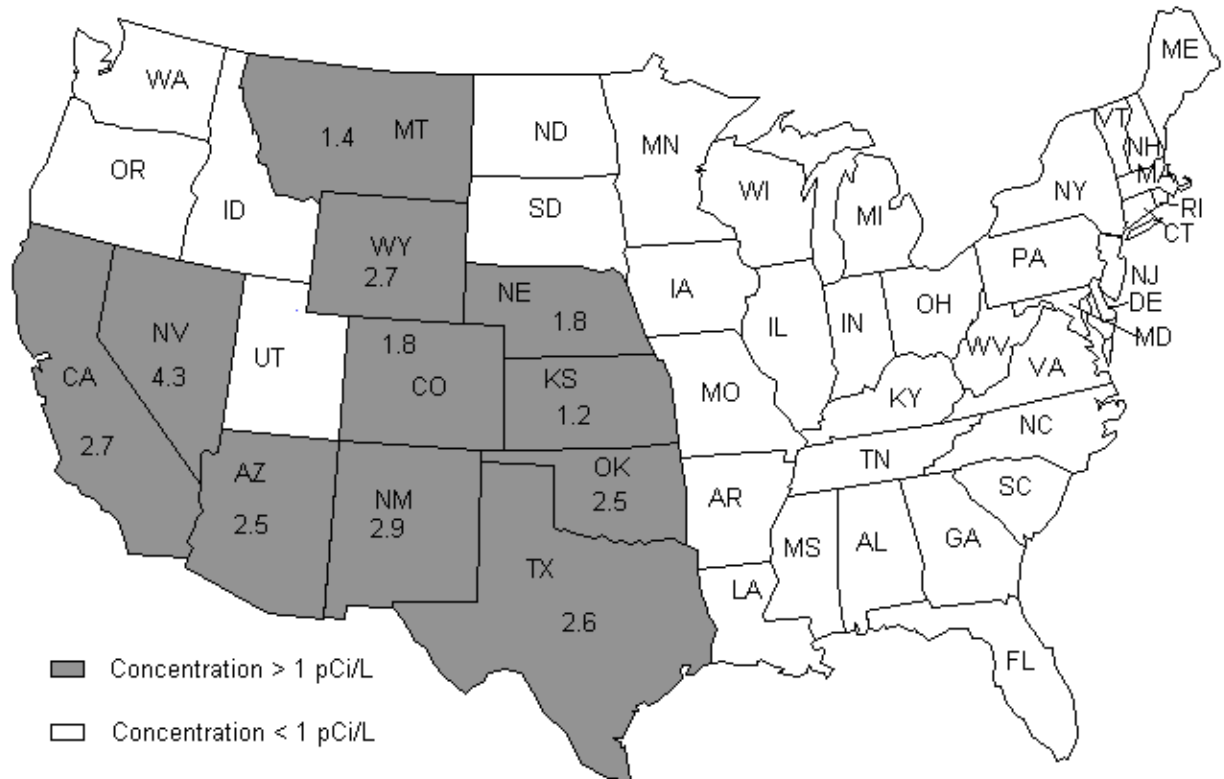 ME
WA
VT
ND
MT
1.4
MN
NH
OR
MA
WI
NY
ID
SD
MI
RI
CT
WY
2.7
PA
NE
1.8
IA
NJ
DE
OH
NV
4.3
IL
IN
MD
1.8
UT
WV
CA
CO
KS
1.2
VA
MO
KY
2.7
NC
TN
AZ
2.5
OK
2.5
NM
2.9
AR
SC
MS
AL
GA
TX
2.6
LA
FL
Concentration > 1 pCi/L
Concentration < 1 pCi/L